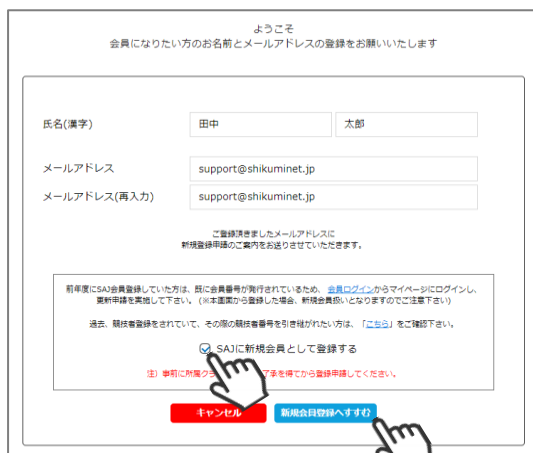 ようこそ
会員になりたい方のお名前とメールアドレスの登録をお願いいたします
氏名(漢字) 田中 太郎
メールアドレス support@shikuminet.jp
メールアドレス(再入力) support@shikuminet.jp
ご登録頂きましたメールアドレスに
新規登録申請のご案内をお送りさせていただきます。
前年度にSAJ会員登録していた方は、既に会員番号が発行されているため、会員ログインからマイページにログインし、
更新申請を実施して下さい。(※本画面から登録した場合、新規会員扱いとなりますのでご注意下さい)
過去、競技者登録をされていて、その際の競技者番号を引き継がれたい方は、「こちら」をご確認下さい。
SAJに新規会員として登録する
注）事前に所属ク 了承を得てから登録申請してください。
キャンセル 新規会員登録へすすむ